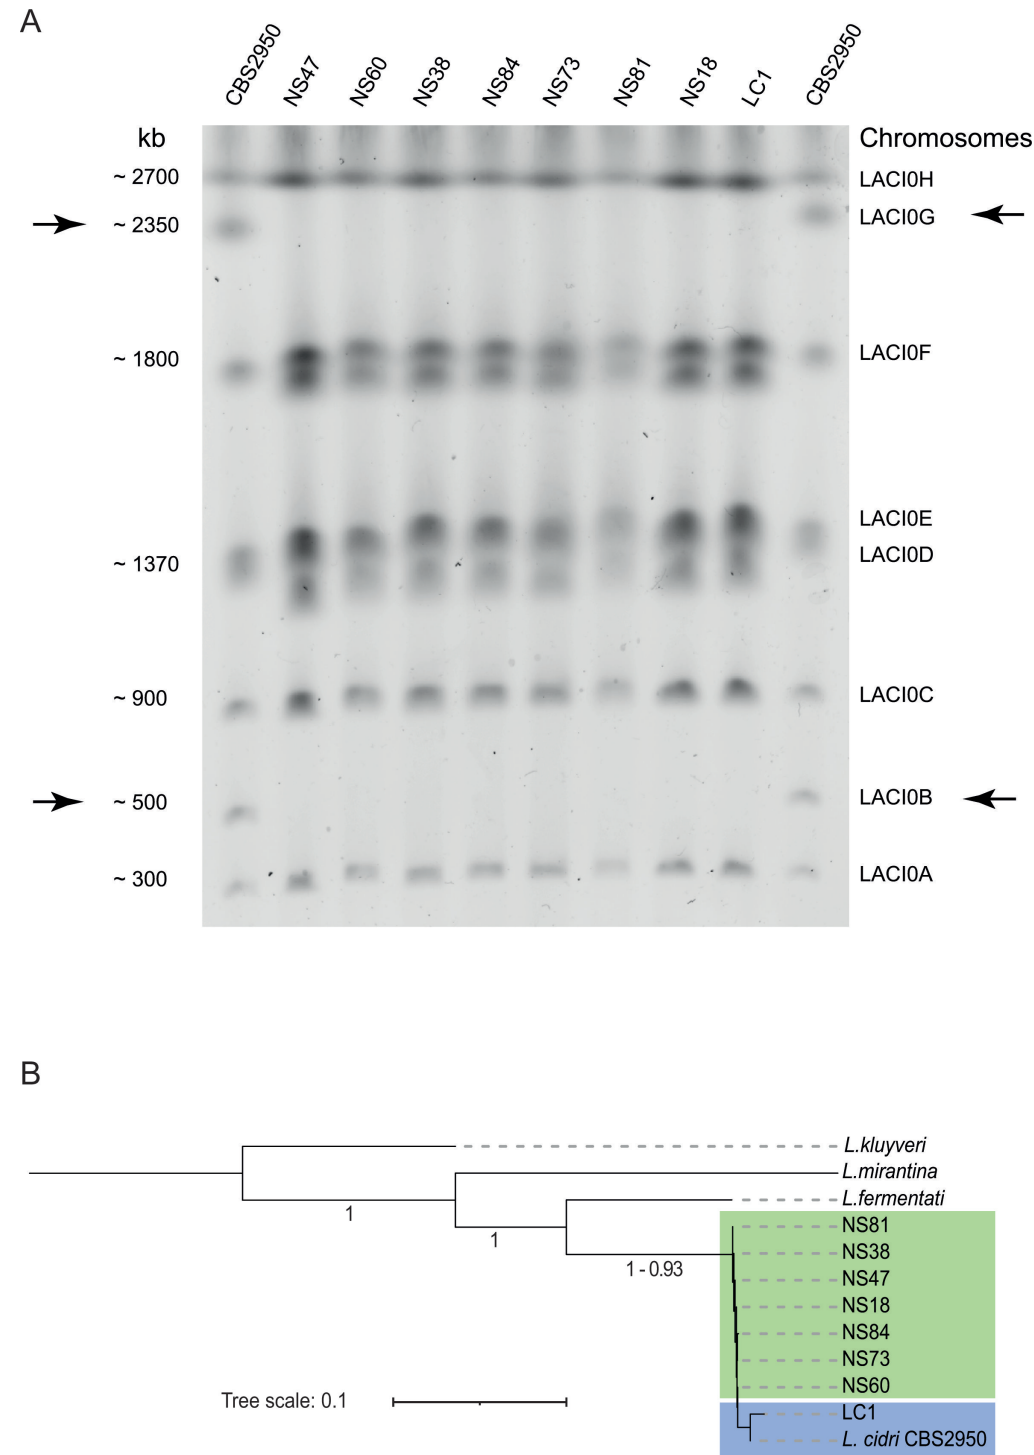 A
CBS2950 NS47 NS60 NS38 NS84 NS73 NS81 NS18 LC1 CBS2950
kb Chromosomes
~ 2700 LACI0H
~ 2350 LACI0G
~ 1800 LACI0F
LACI0E
~ 1370 LACI0D
~ 900 LACI0C
~ 500 LACI0B
~ 300 LACI0A
B
L.kluyveri
L.mirantina
L.fermentati
1
NS81
1
NS38
1 - 0.93
NS47
NS18
NS84
NS73
NS60
Tree scale: 0.1
LC1
L. cidri CBS2950